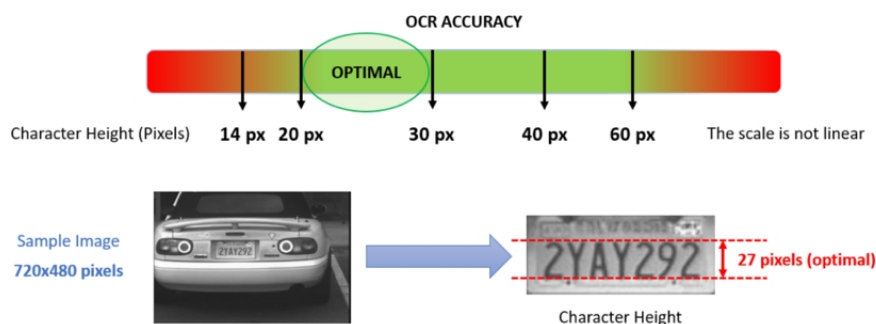 OCR ACCURACY
OPTIMAL
Character Height (Pixels) 14 px 20 px 30 px 40 px 60 px The scale is not linear
Sample Image
720x480 pixels
2YAY292
2YAY292
27 pixels (optimal)
Character Height